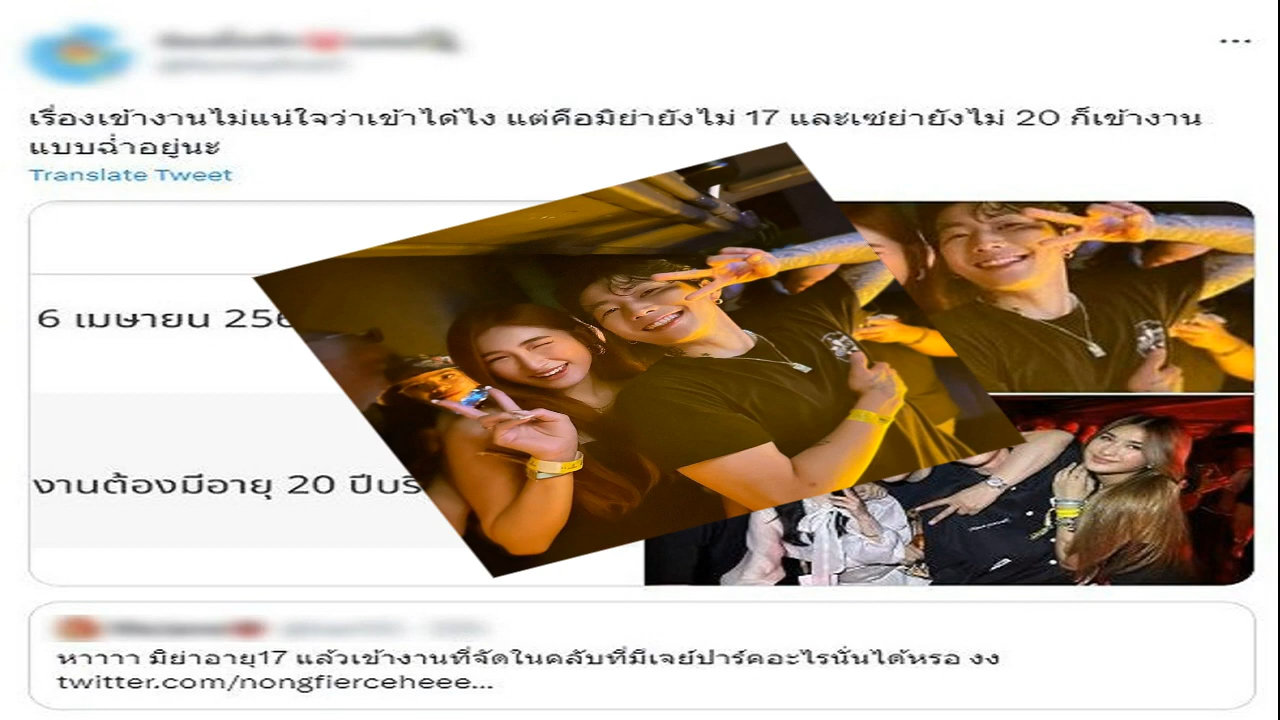 เรื่องเข้างานไม่แน่ใจว่าเข้าได้ไง แต่คือมิย่ายังไม่ 17 และเซย่ายังไม่ 20 ก็เข้างาน
แบบฉ่ำอยู่นะ
Translate Tweet
6 เมษายน 256
งานต้องมีอายุ 20 ปีบริ
หาาาา มิย่าอายุ17 แล้วเข้างานที่จัดในคลับที่มีเจย์ปาร์คอะไรนั่นได้หรอ งง
twitter.com/nongfierceheee...